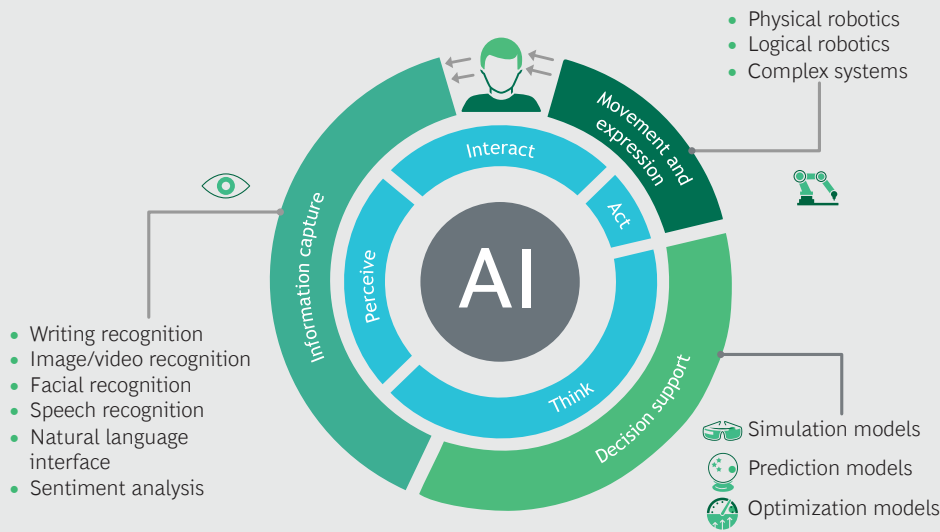 Physical robotics
Logical robotics
Complex systems
Movement and
expression
Interact
Act
AI
Perceive
Information capture
Think
Decision support
Writing recognition
Image/video recognition
Facial recognition
Speech recognition
Natural language
interface
Sentiment analysis
Simulation models
Prediction models
Optimization models